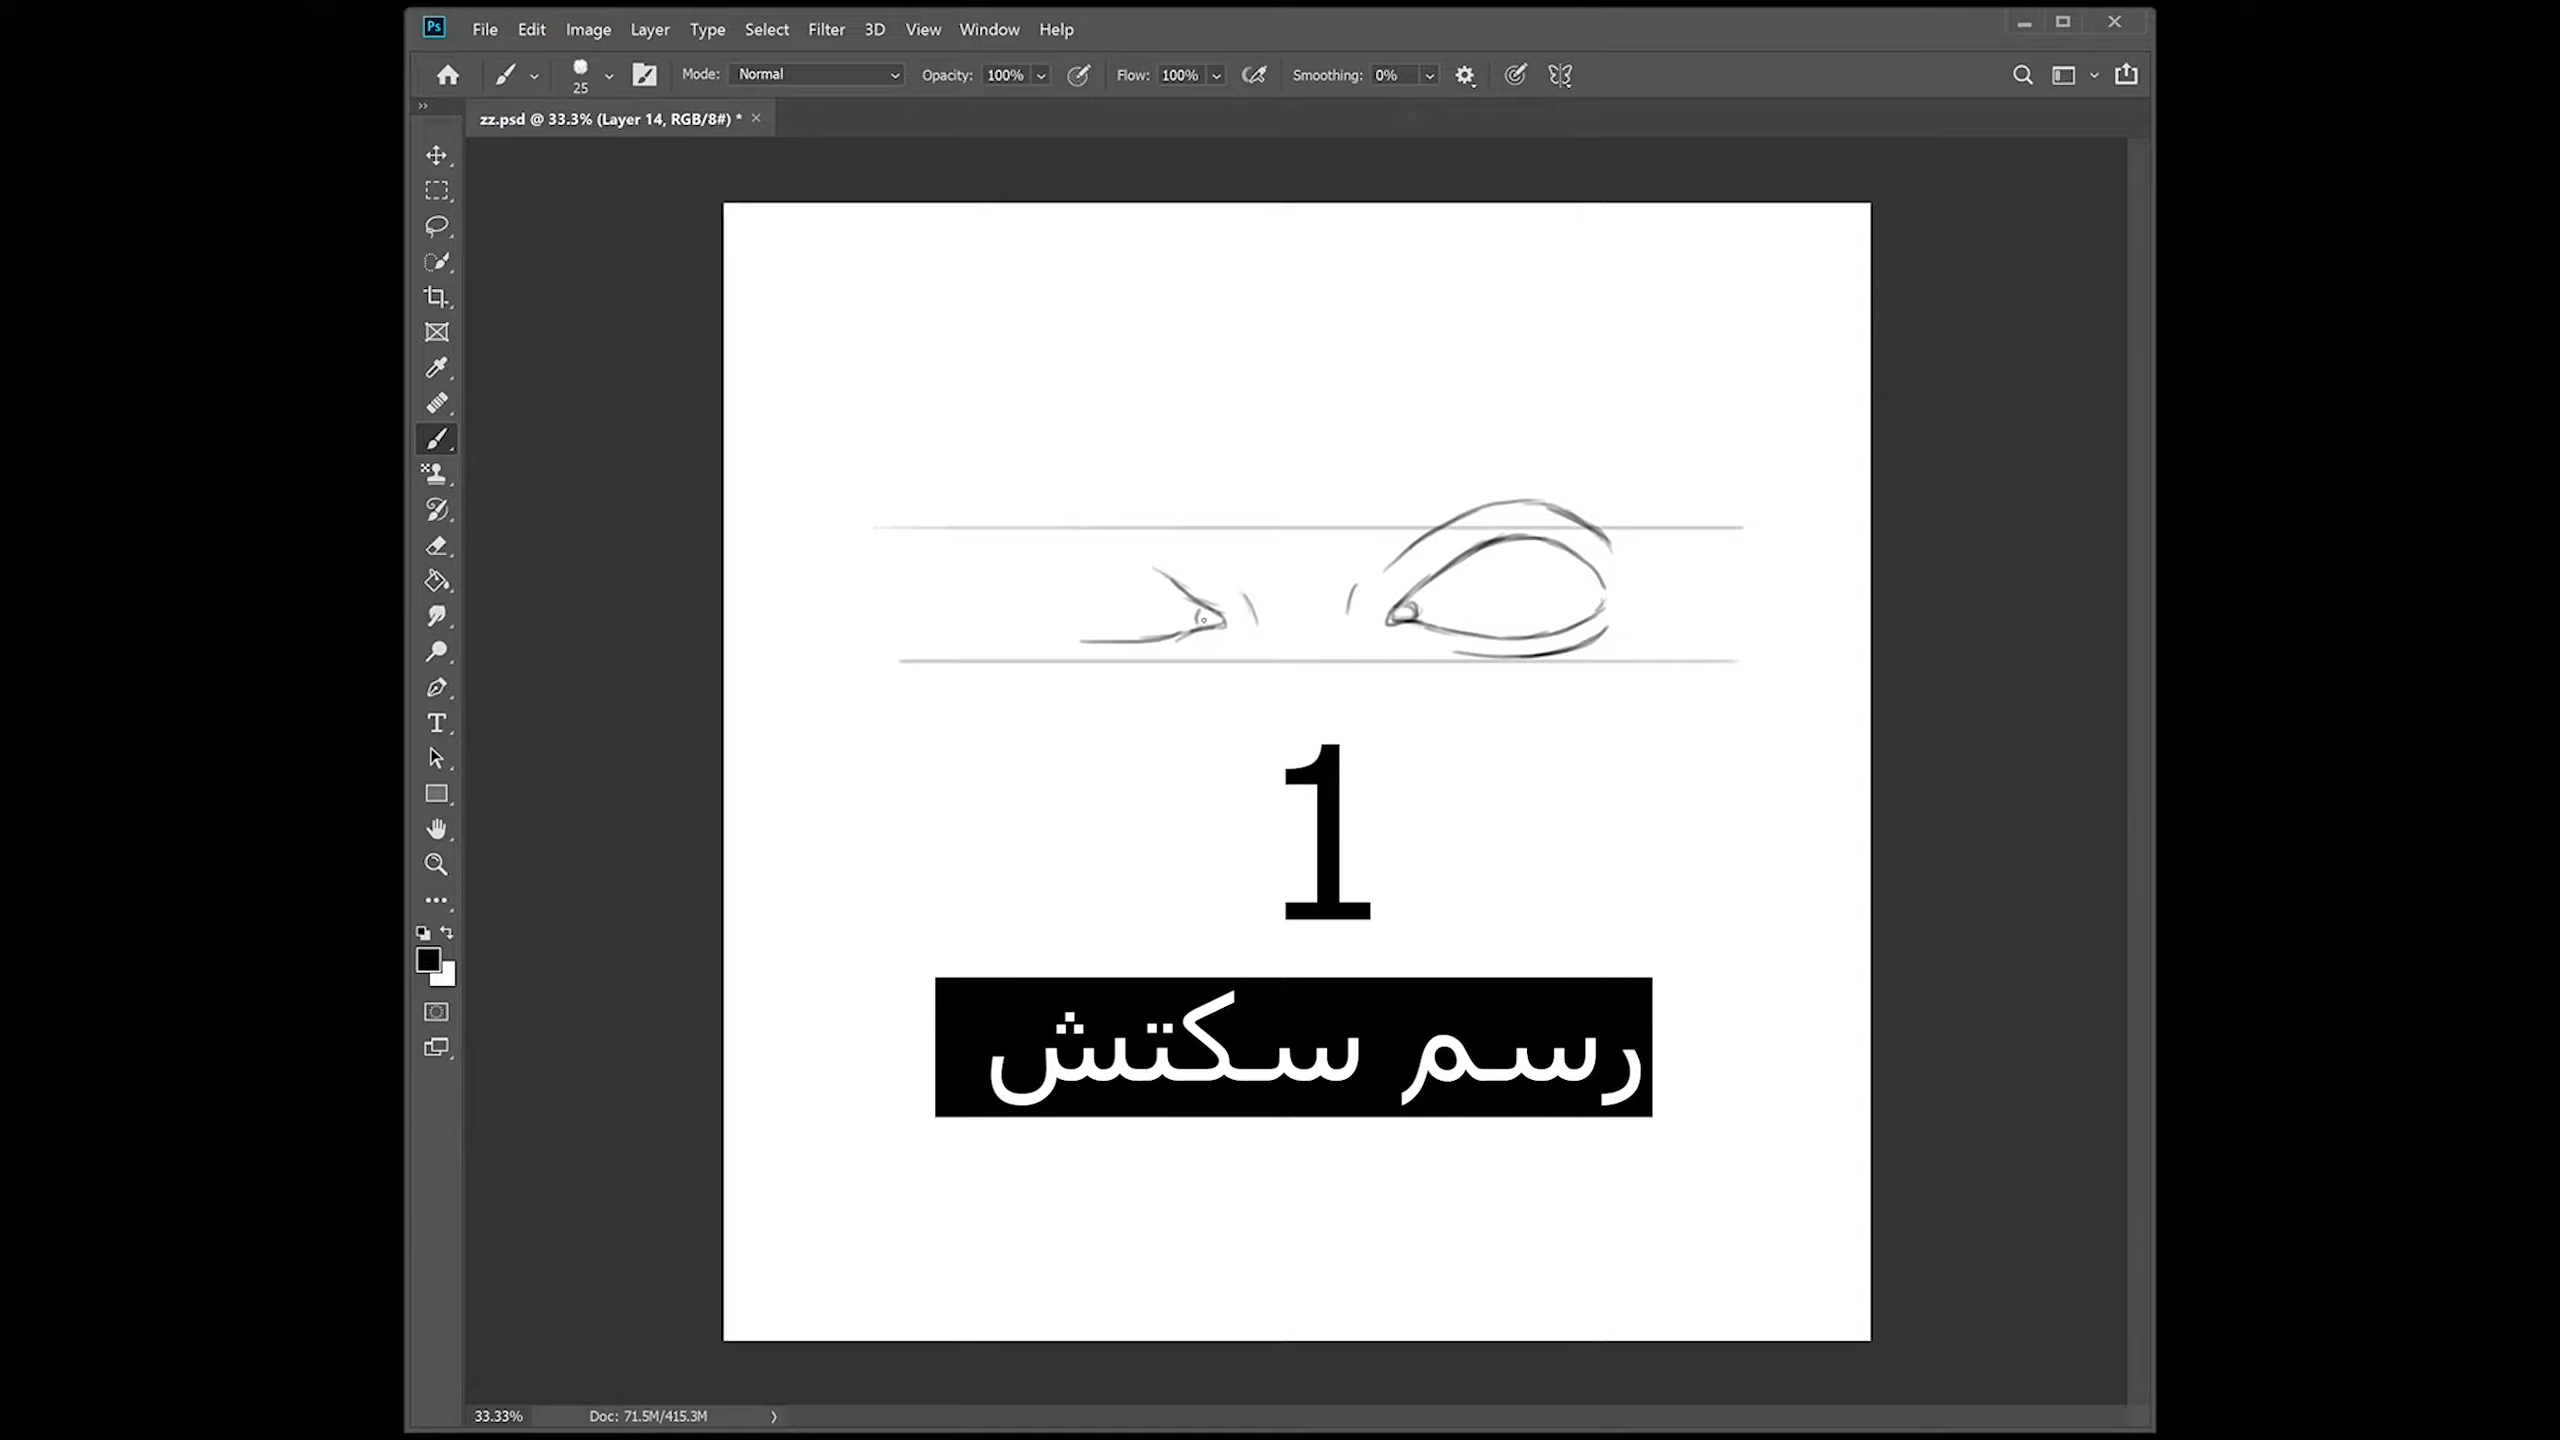 Ps File Edit Image Layer Type Select Filter 3D View Window Help
25 Mode: Normal Opacity: 100% Flow: 100% Smoothing: 0%
zz.psd @ 33.3% (Layer 14, RGB/8#) *
1
رسم سكتش
33.33% Doc: 71.5M/415.3M